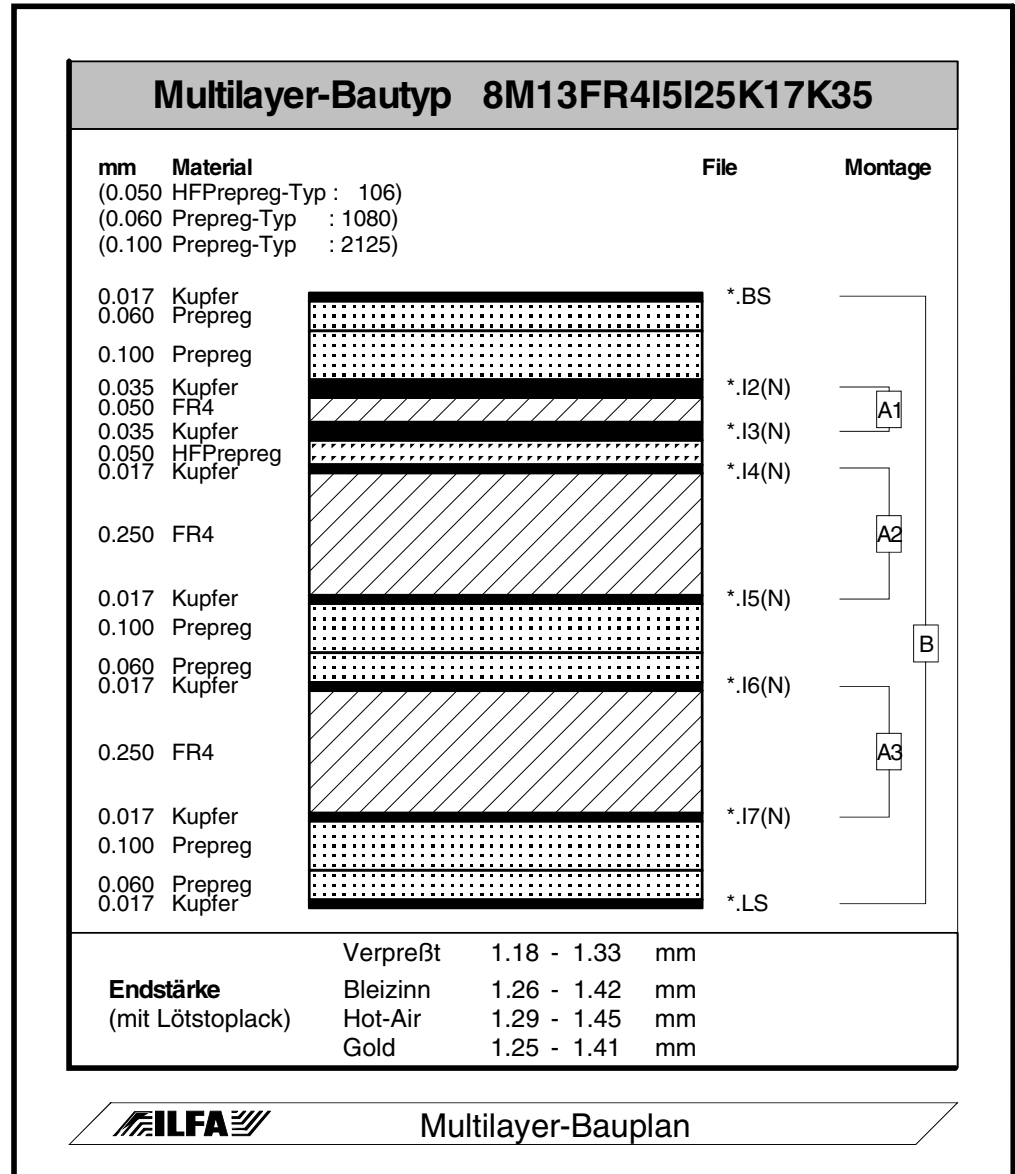 Multilayer-Bautyp 8M13FR4I5I25K17K35
mm Material File Montage
(0.050 HFPrepreg-Typ : 106)
(0.060 Prepreg-Typ : 1080)
(0.100 Prepreg-Typ : 2125)
0.017 Kupfer *.BS
0.060 Prepreg
0.100 Prepreg
0.035 Kupfer *.I2(N)
0.050 FR4 A1
0.035 Kupfer *.I3(N)
0.050 HFPrepreg
0.017 Kupfer *.I4(N)
0.250 FR4 A2
0.017 Kupfer *.I5(N)
0.100 Prepreg B
0.060 Prepreg
0.017 Kupfer *.I6(N)
0.250 FR4 A3
0.017 Kupfer *.I7(N)
0.100 Prepreg
0.060 Prepreg
0.017 Kupfer *.LS
Verpreßt 1.18 - 1.33 mm
Endstärke Bleizinn 1.26 - 1.42 mm
(mit Lötstoplack) Hot-Air 1.29 - 1.45 mm
Gold 1.25 - 1.41 mm
ILFA Multilayer-Bauplan